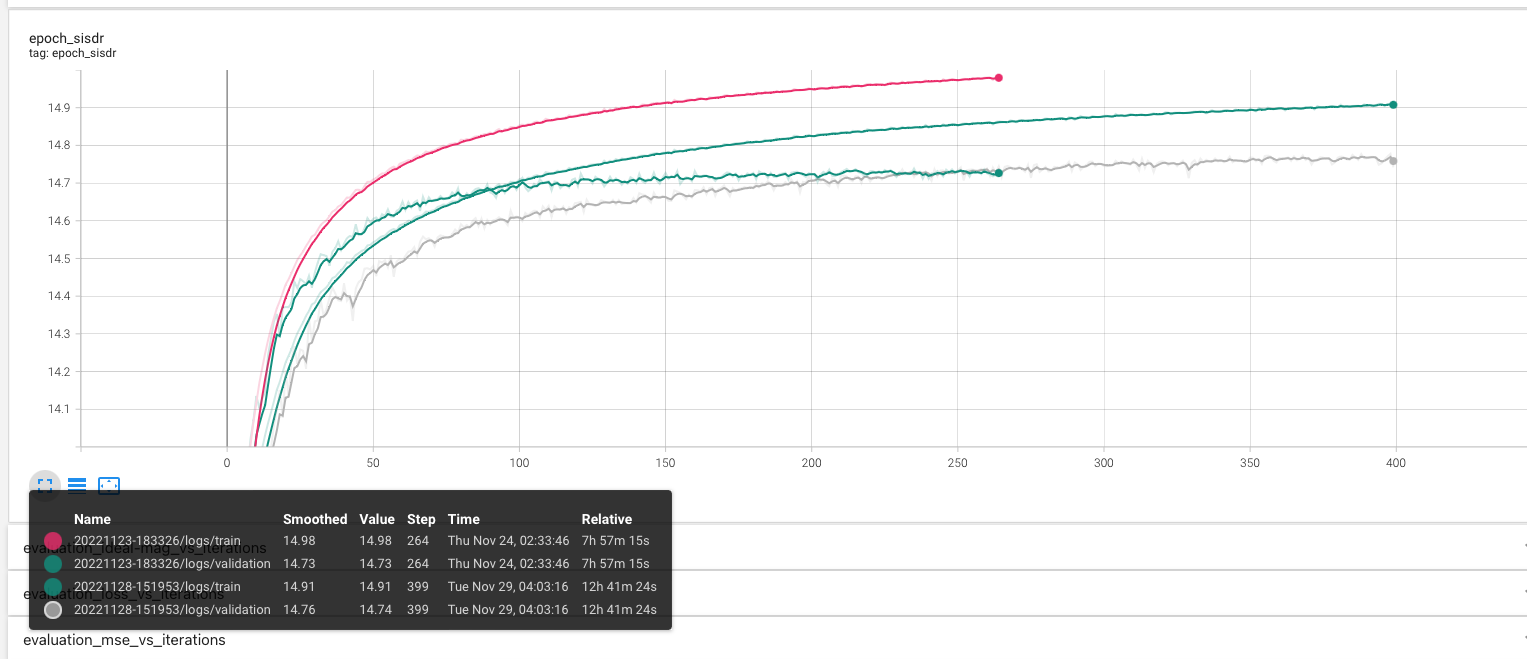 epoch_sisdr
tag: epoch_sisdr
14.9
14.8
14.7
14.6
14.5
14.4
14.3
14.2
14.1
0 50 100 150 200 250 300 350 400
Name Smoothed Value Step Time Relative
20221123-183326/logs/train 14.98 14.98 264 Thu Nov 24, 02:33:46 7h 57m 15s
evaluation_ideal-mag_vs_iterations
20221123-183326/logs/validation 14.73 14.73 264 Thu Nov 24, 02:33:46 7h 57m 15s
20221128-151953/logs/train 14.91 14.91 399 Tue Nov 29, 04:03:16 12h 41m 24s
evaluation_loss_vs_iterations
20221128-151953/logs/validation 14.76 14.74 399 Tue Nov 29, 04:03:16 12h 41m 24s
evaluation_mse_vs_iterations